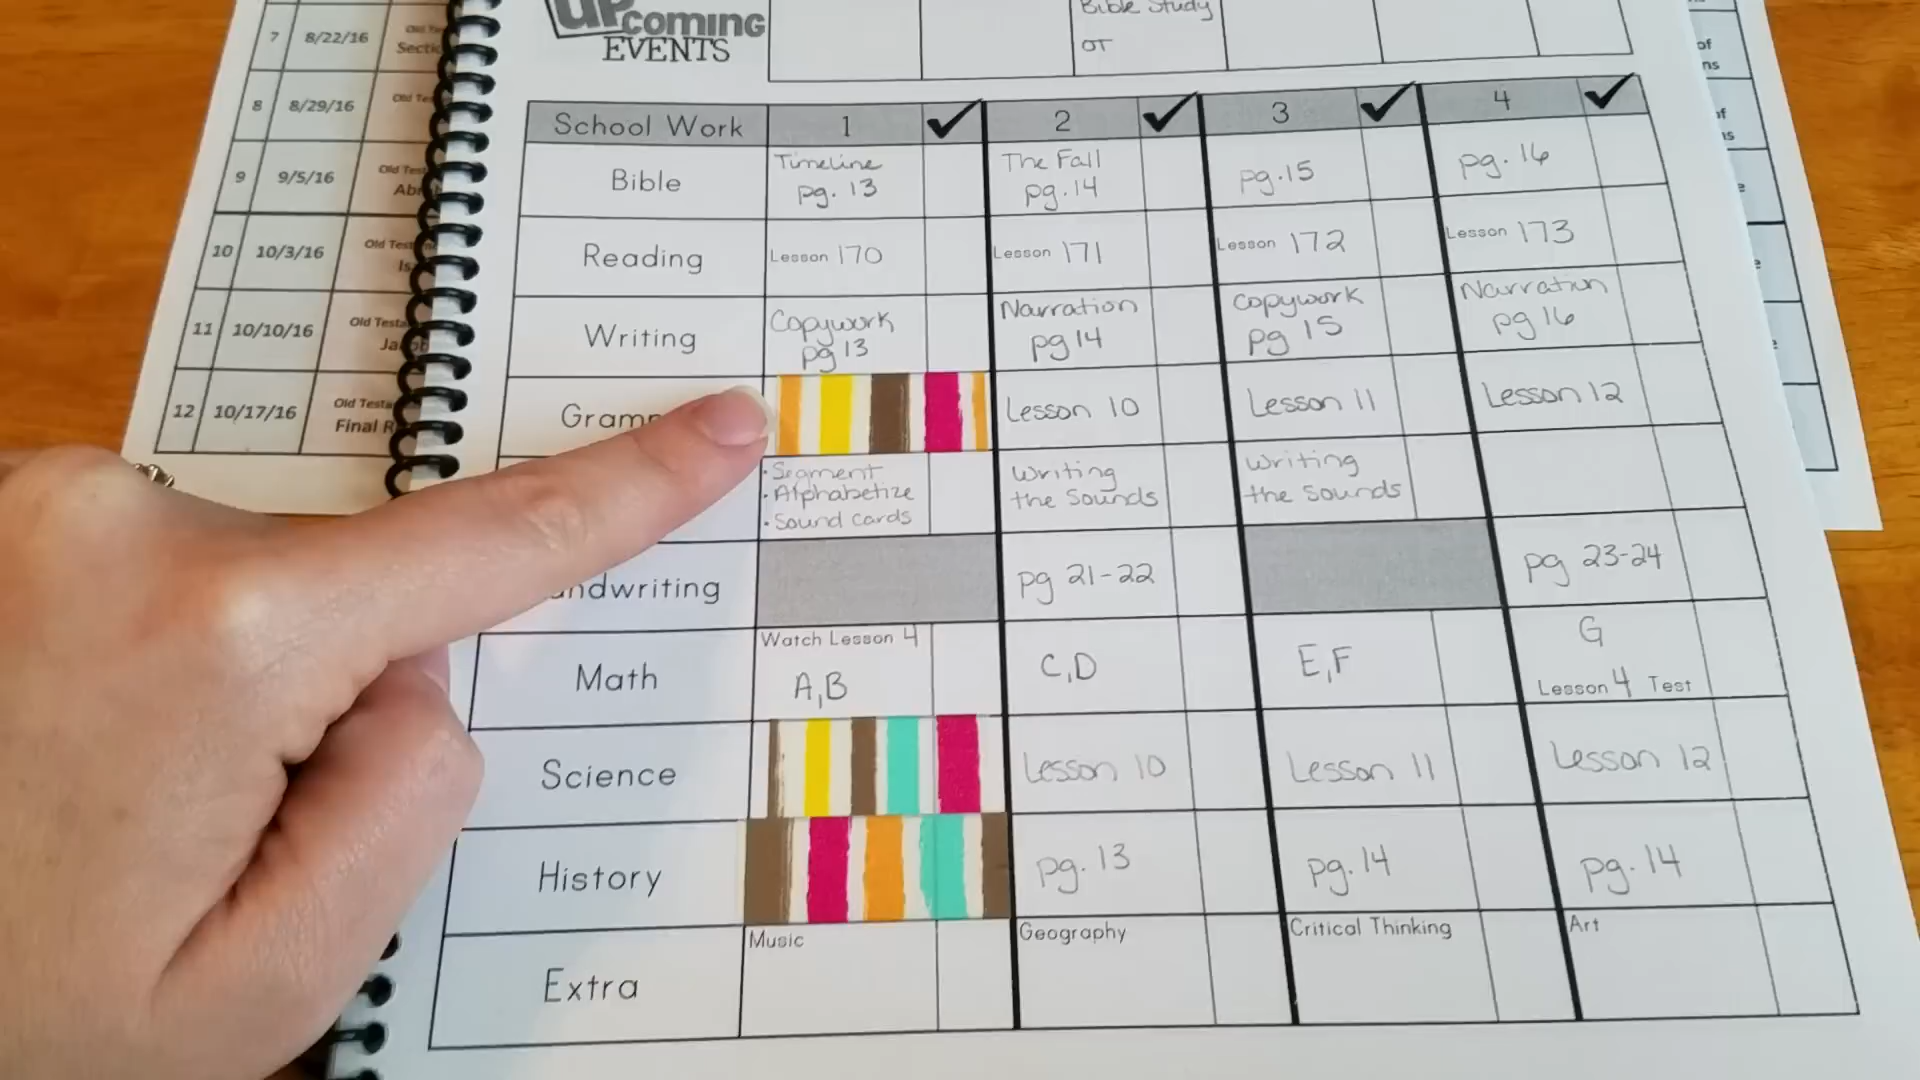 UPcoming
EVENTS
Bible Study
OT
7 8/22/16
8 8/29/16
9 9/5/16
10 10/3/16
11 10/10/16
12 10/17/16 Final R
School Work 1 2 3 4
Bible Timeline pg. 13 The Fall pg. 14 pg. 15 pg. 16
Reading Lesson 170 Lesson 171 Lesson 172 Lesson 173
Writing Copywork pg 13 Narration pg 14 Copywork pg 15 Narration pg 16
Gramm Lesson 10 Lesson 11 Lesson 12
· Segment
· Alphabetize
· Sound cards
Writing the Sounds Writing the sounds
ndwriting pg 21-22 pg 23-24
Math Watch Lesson 4 A,B C,D E,F G Lesson 4 Test
Science Lesson 10 Lesson 11 Lesson 12
History pg. 13 pg. 14 pg. 14
Extra Music Geography Critical Thinking Art